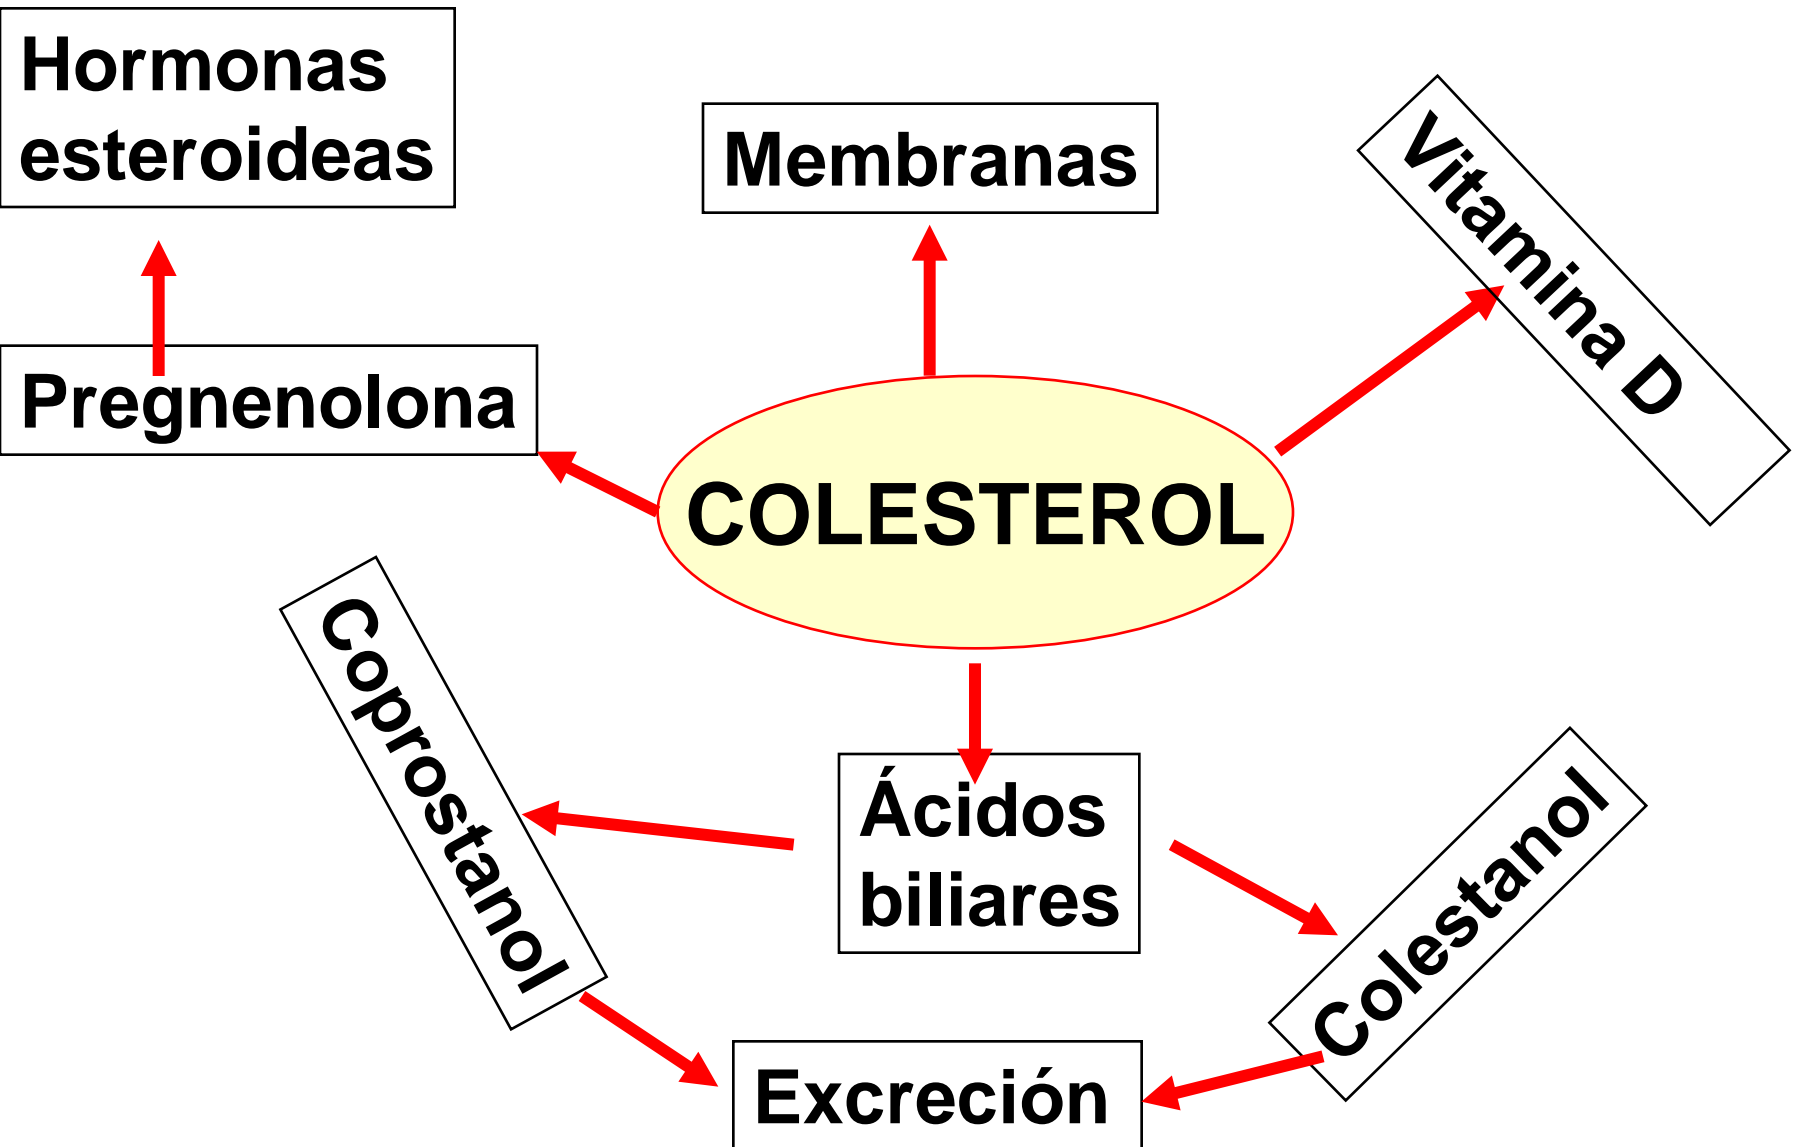 Hormonas
esteroideas
Membranas
Vitamina D
Pregnenolona
COLESTEROL
Coprostanol
Ácidos
biliares
Colestanol
Excreción